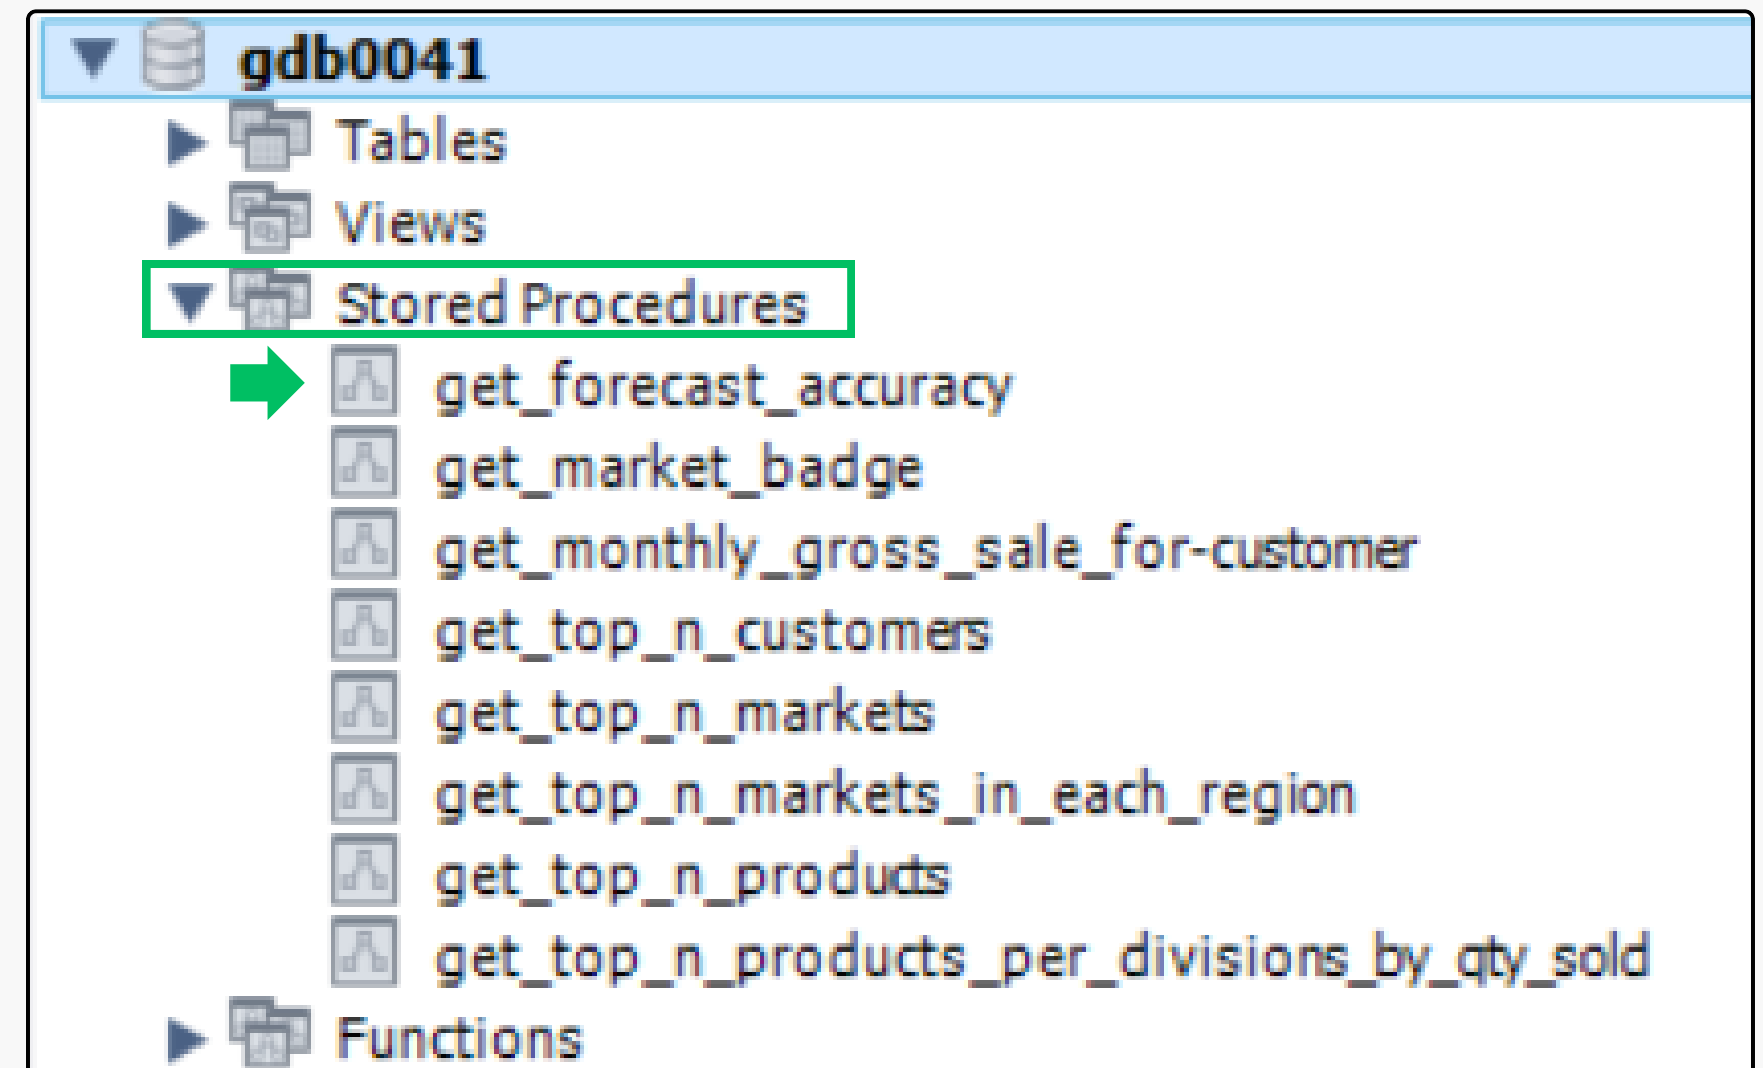 gdb0041
Tables
Views
Stored Procedures
get_forecast_accuracy
get_market_badge
get_monthly_gross_sale_for-customer
get_top_n_customers
get_top_n_markets
get_top_n_markets_in_each_region
get_top_n_products
get_top_n_products_per_divisions_by_qty_sold
Functions